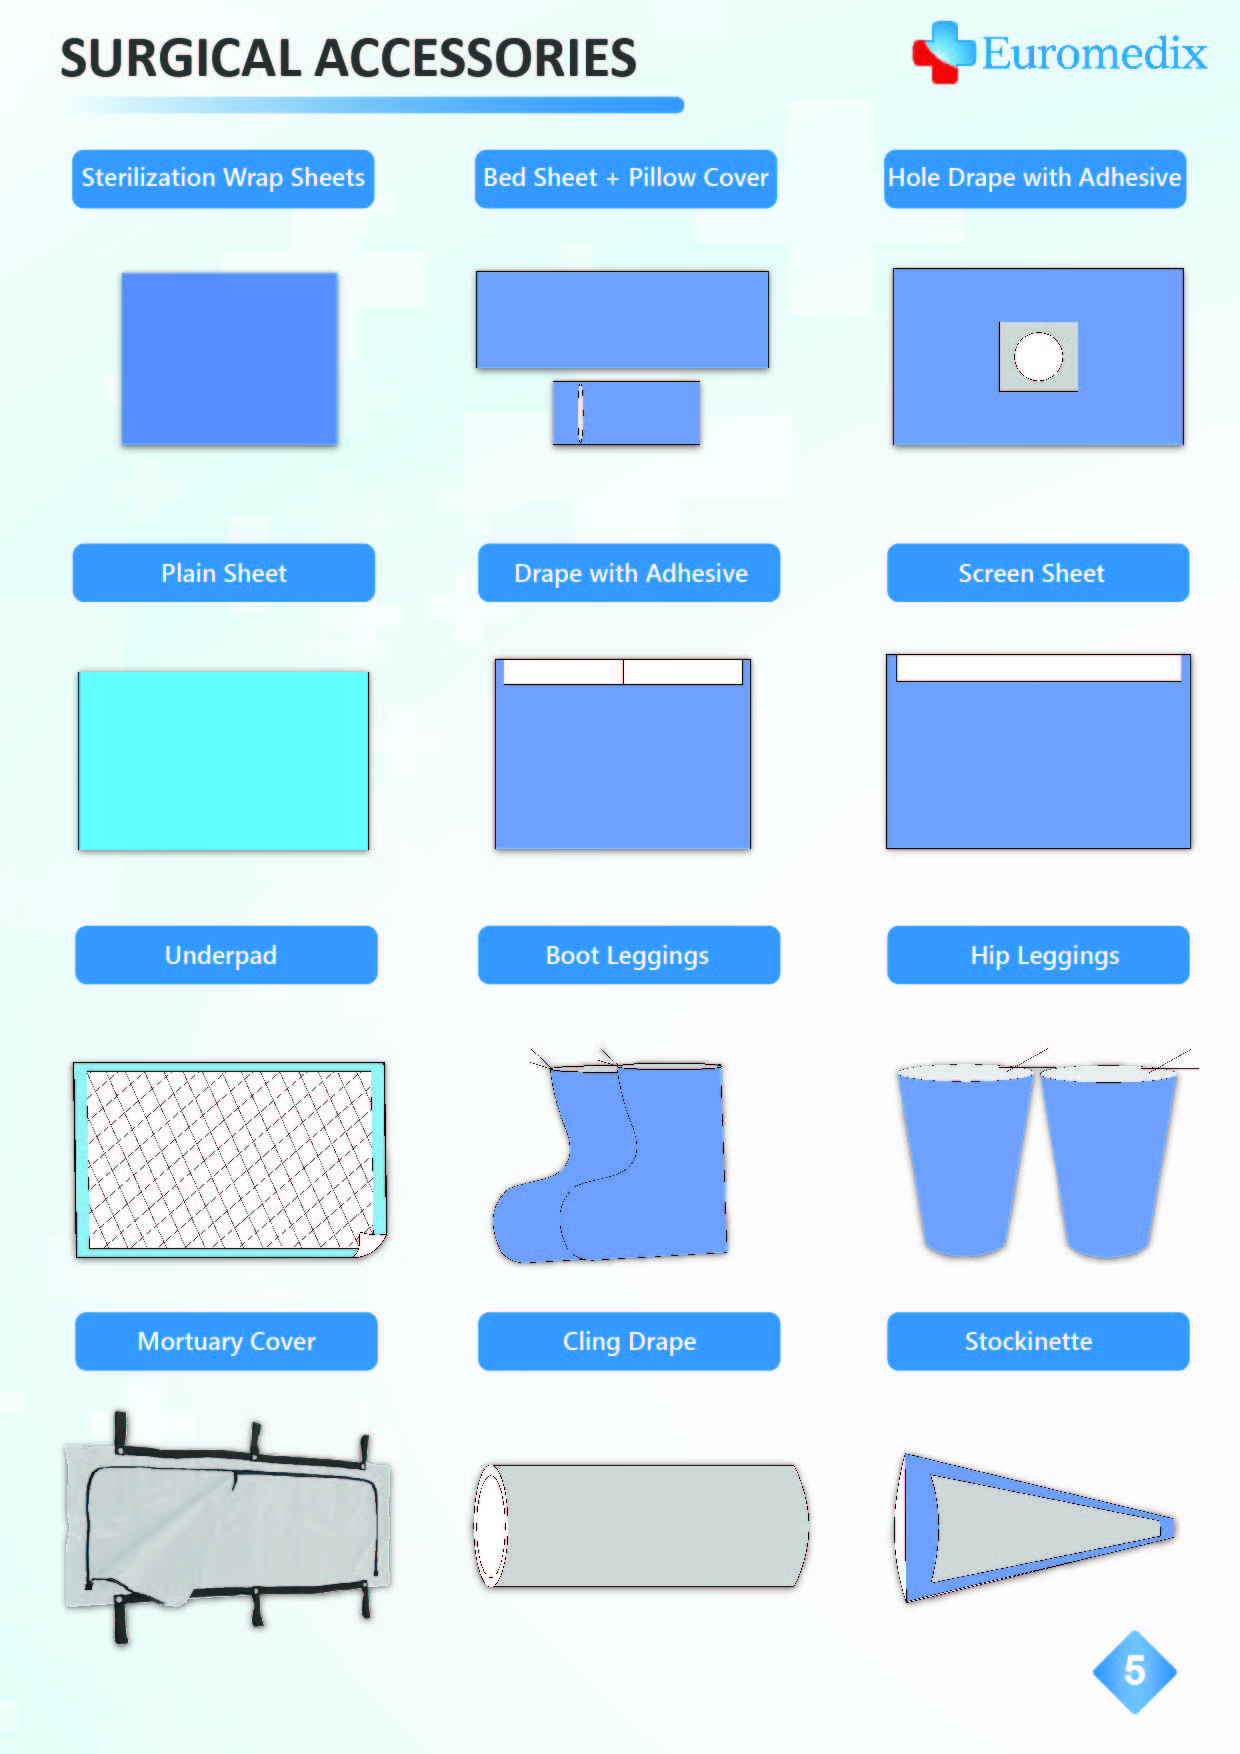 SURGICAL ACCESSORIES
Euromedix
Sterilization Wrap Sheets
Bed Sheet + Pillow Cover
Hole Drape with Adhesive
Plain Sheet
Drape with Adhesive
Screen Sheet
Underpad
Boot Leggings
Hip Leggings
Mortuary Cover
Cling Drape
Stockinette
5